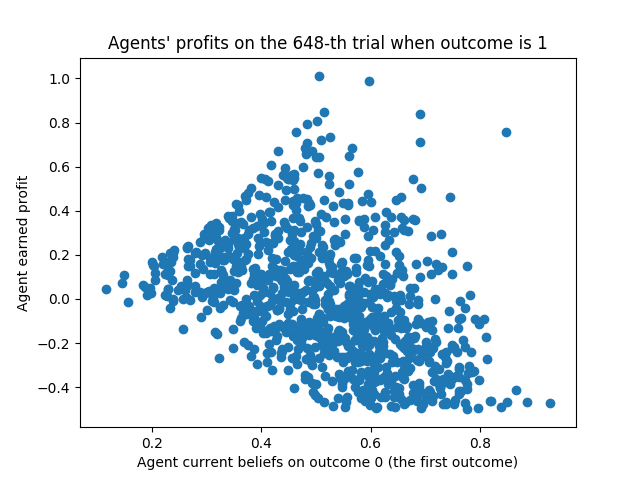 Agents' profits on the 648-th trial when outcome is 1
Agent earned profit
1.0
0.8
0.6
0.4
0.2
0.0
−0.2
−0.4
0.2 0.4 0.6 0.8
Agent current beliefs on outcome 0 (the first outcome)